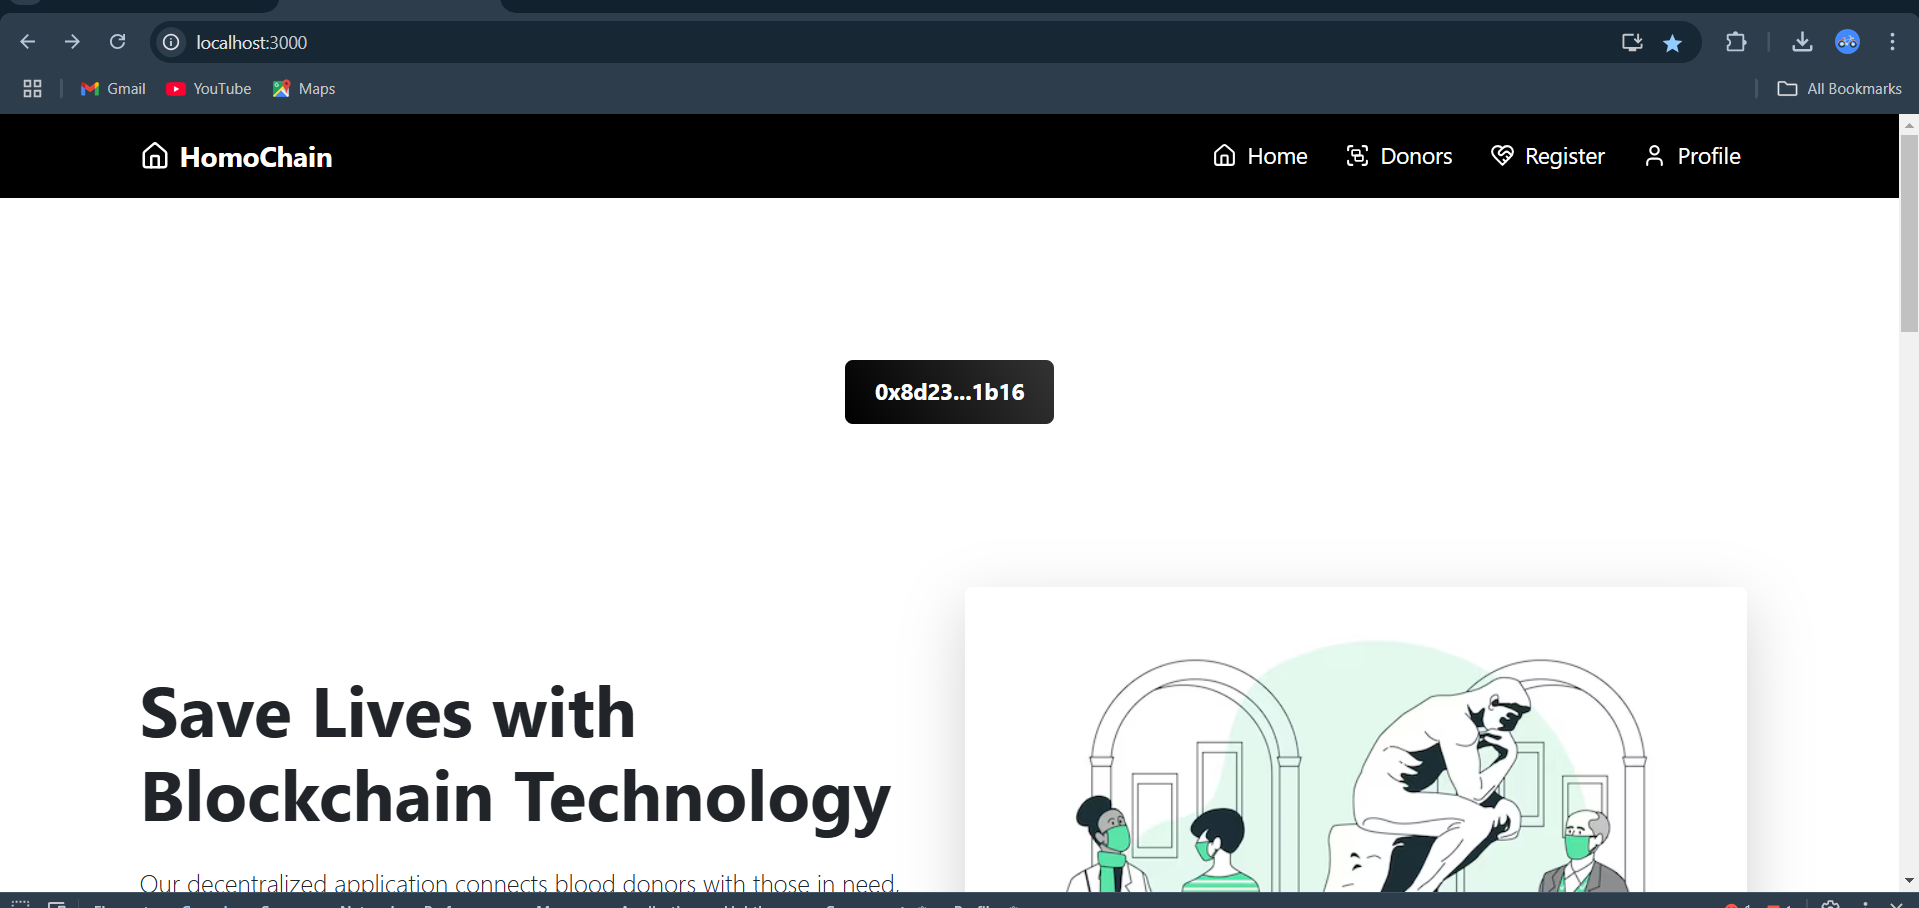 localhost:3000
Gmail YouTube Maps All Bookmarks
HomoChain Home Donors Register Profile
0x8d23...1b16
Save Lives with
Blockchain Technology
Our decentralized application connects blood donors with those in need,